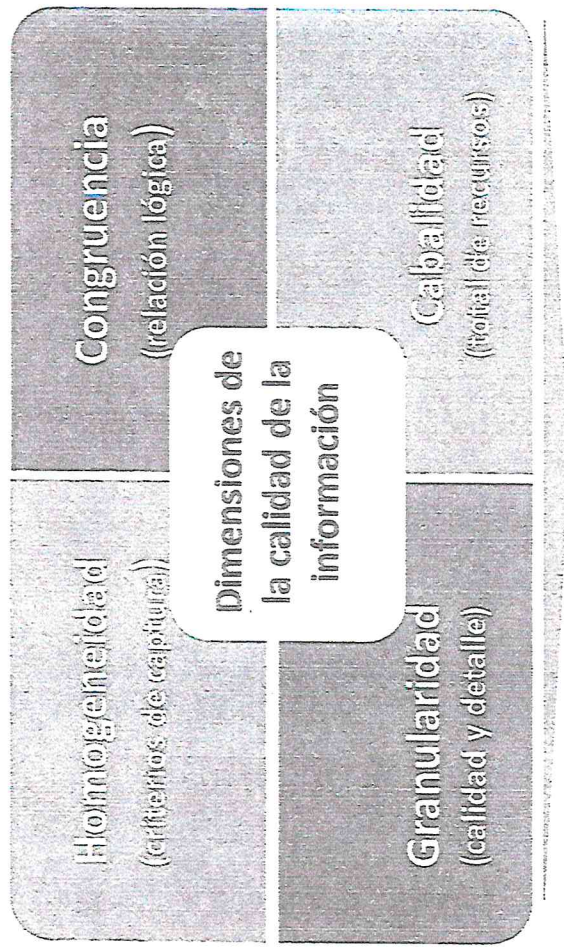 Homogeneidad
(criterios de captura)
Congruencia
(relación lógica)
Dimensiones de
la calidad de la
información
Granularidad
(calidad y detalle)
Cabalidad
(total de recursos)